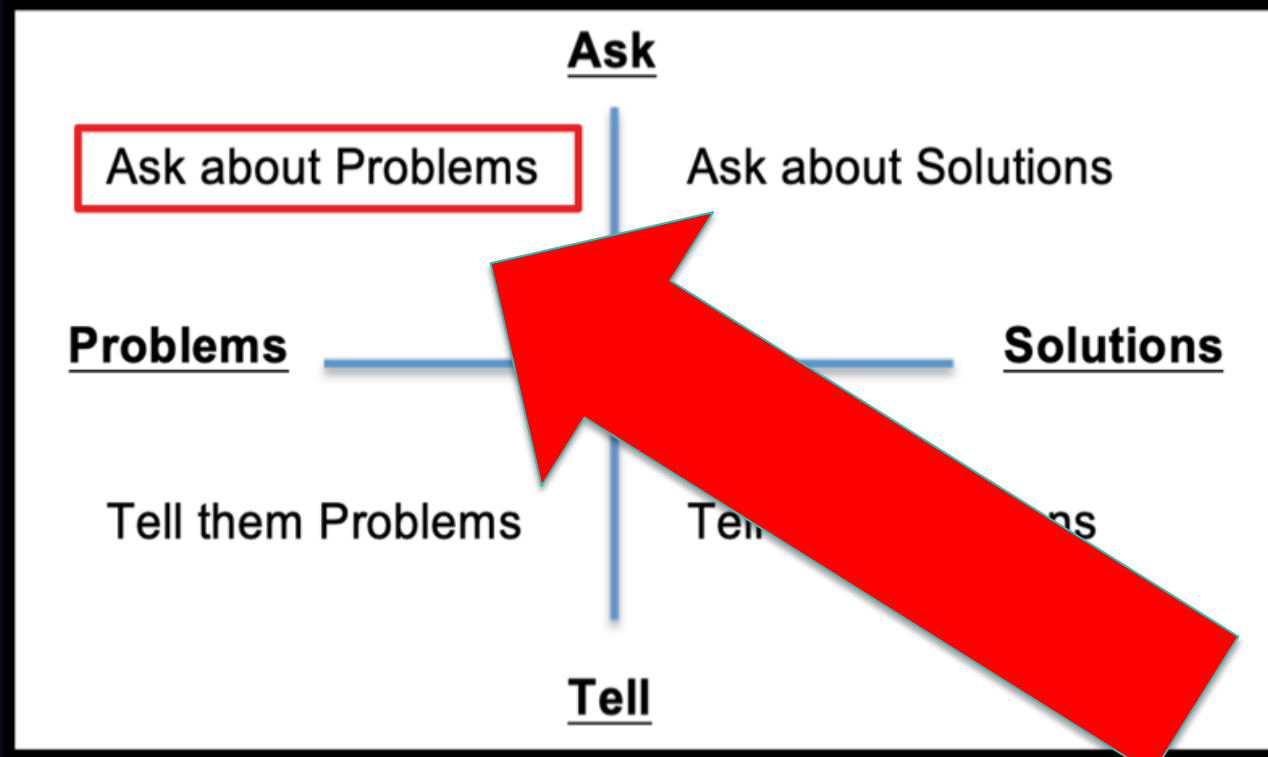 Ask
Ask about Problems
Ask about Solutions
Problems
Solutions
Tell them Problems
Tell